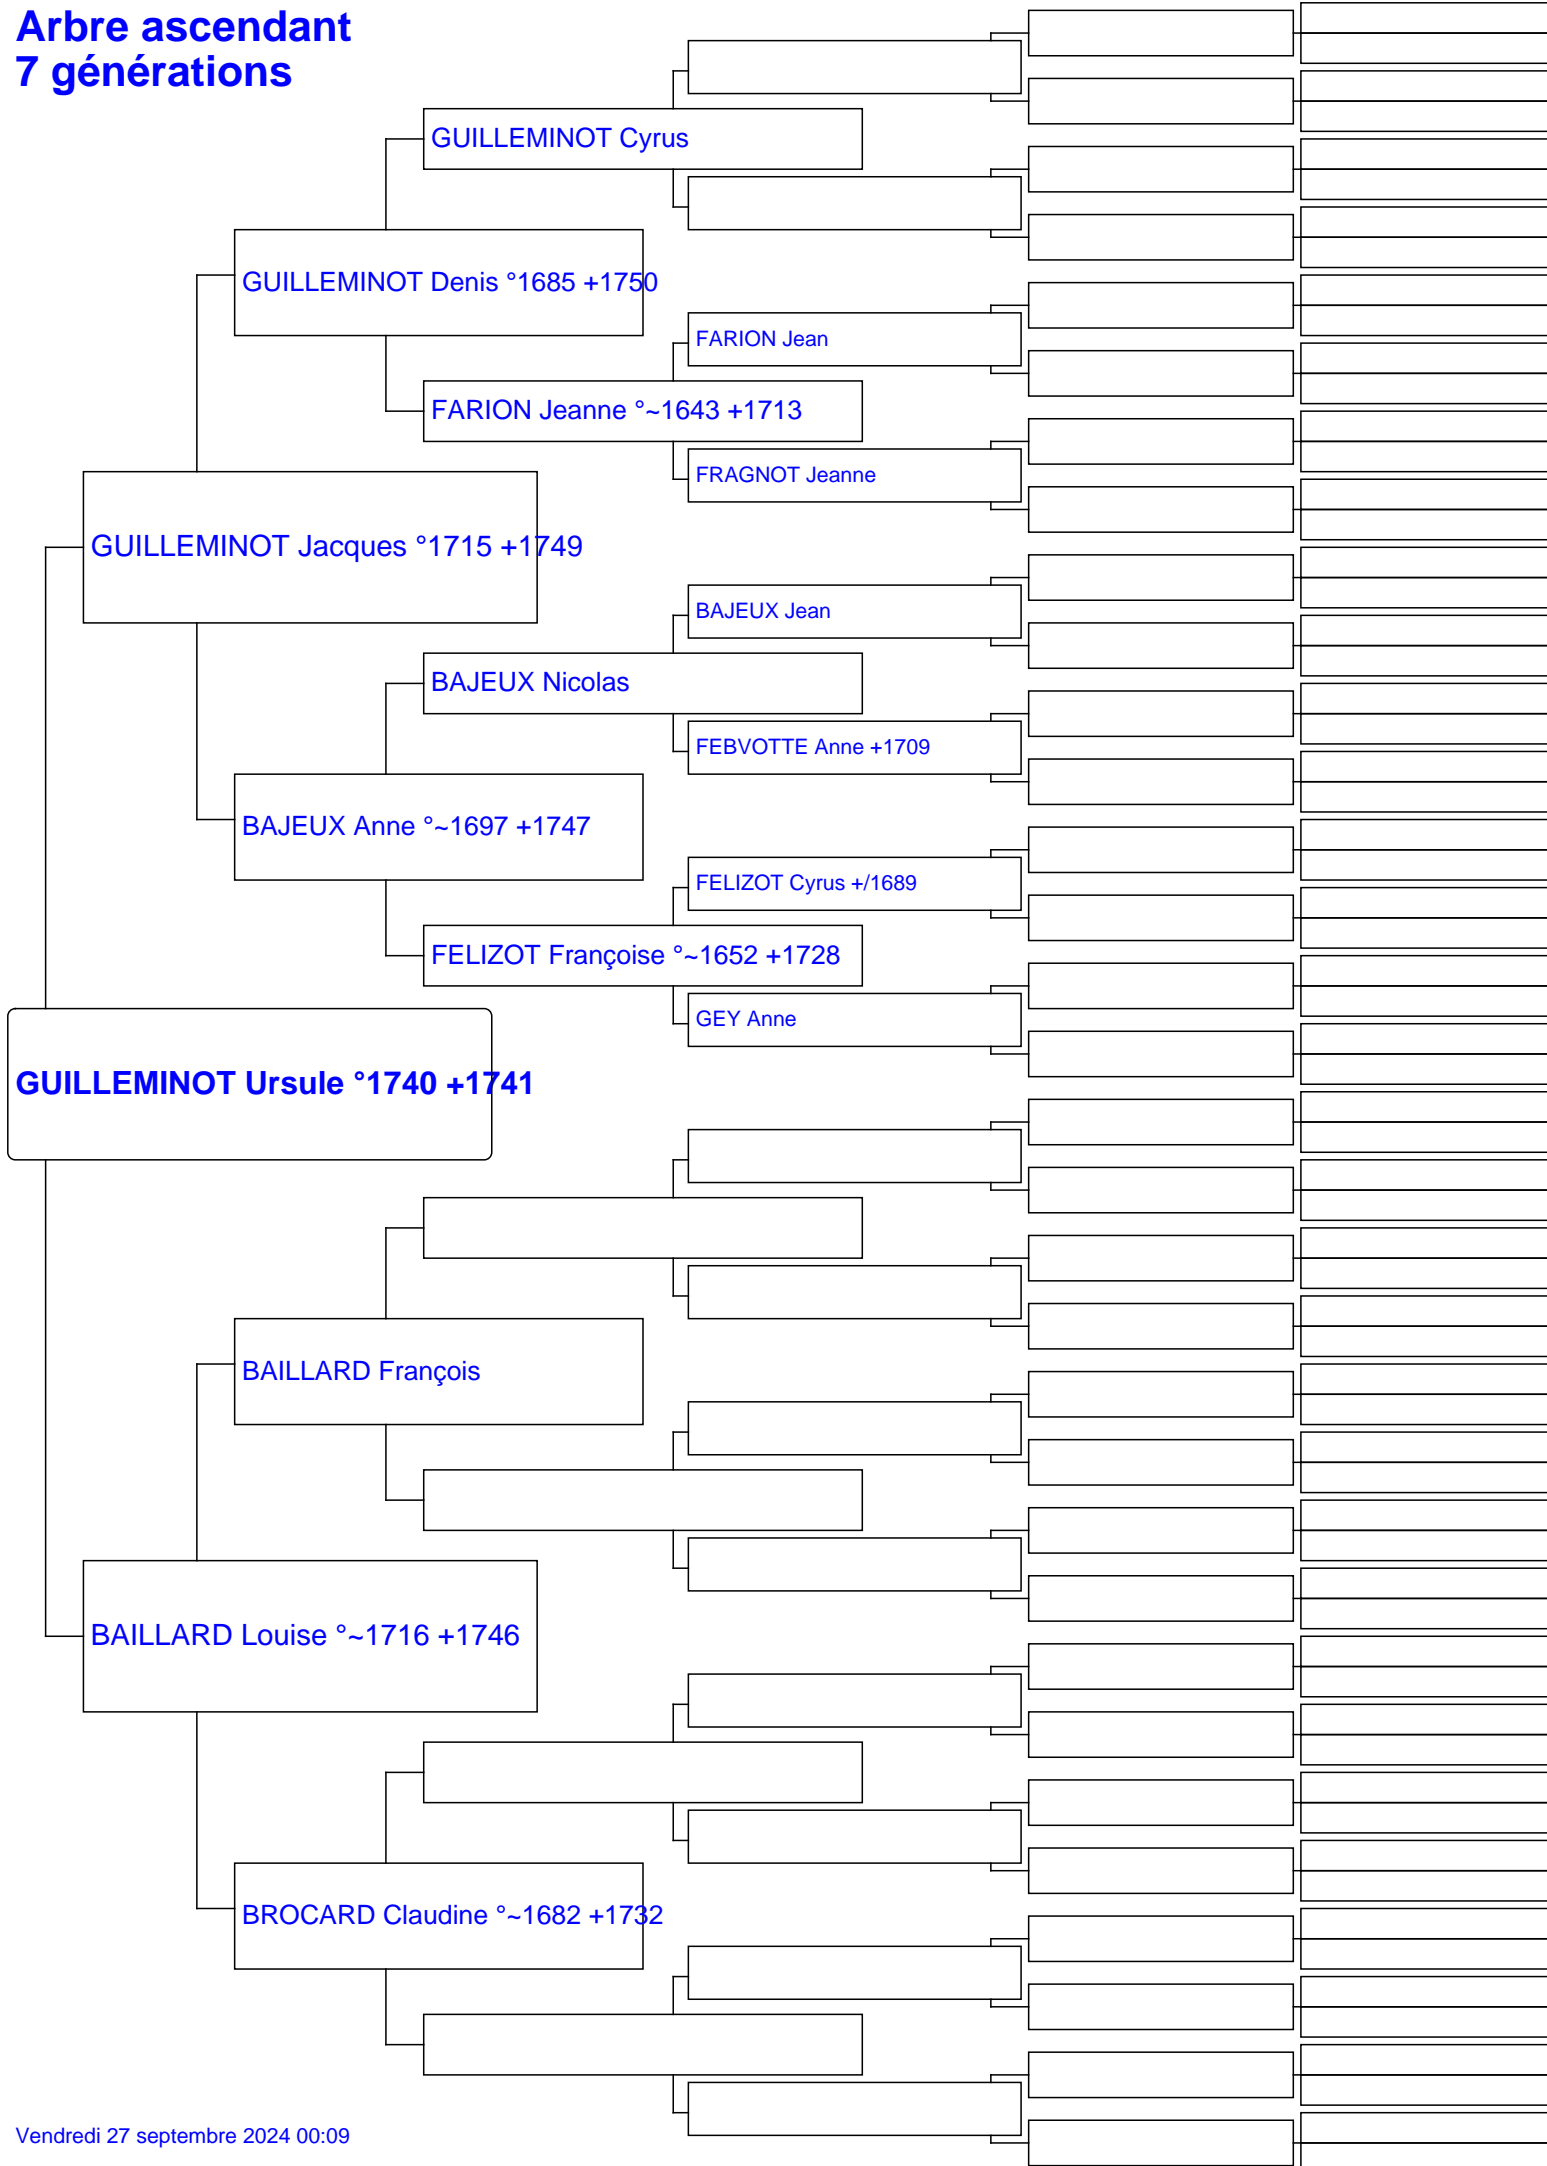 Arbre ascendant
7 générations
GUILLEMINOT Cyrus
GUILLEMINOT Denis °1685 +1750
FARION Jean
FARION Jeanne °~1643 +1713
FRAGNOT Jeanne
GUILLEMINOT Jacques °1715 +1749
BAJEUX Jean
BAJEUX Nicolas
FEBVOTTE Anne +1709
BAJEUX Anne °~1697 +1747
FELIZOT Cyrus +/1689
FELIZOT Françoise °~1652 +1728
GEY Anne
GUILLEMINOT Ursule °1740 +1741
BAILLARD François
BAILLARD Louise °~1716 +1746
BROCARD Claudine °~1682 +1732
Vendredi 27 septembre 2024 00:09